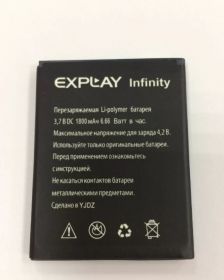 EXPLAY Infinity
Перезаряжаемая Li-polymer батарея
3,7 В DC 1800 мАч 6.66 Ватт в час.
Максимальное напряжение для заряда 4,2 В.
Используйте только оригинальные батареи.
Перед применением ознакомьтесь
с инструкцией.
Не касаться контактов батареи
металлическими предметами.
Сделано в YJDZ